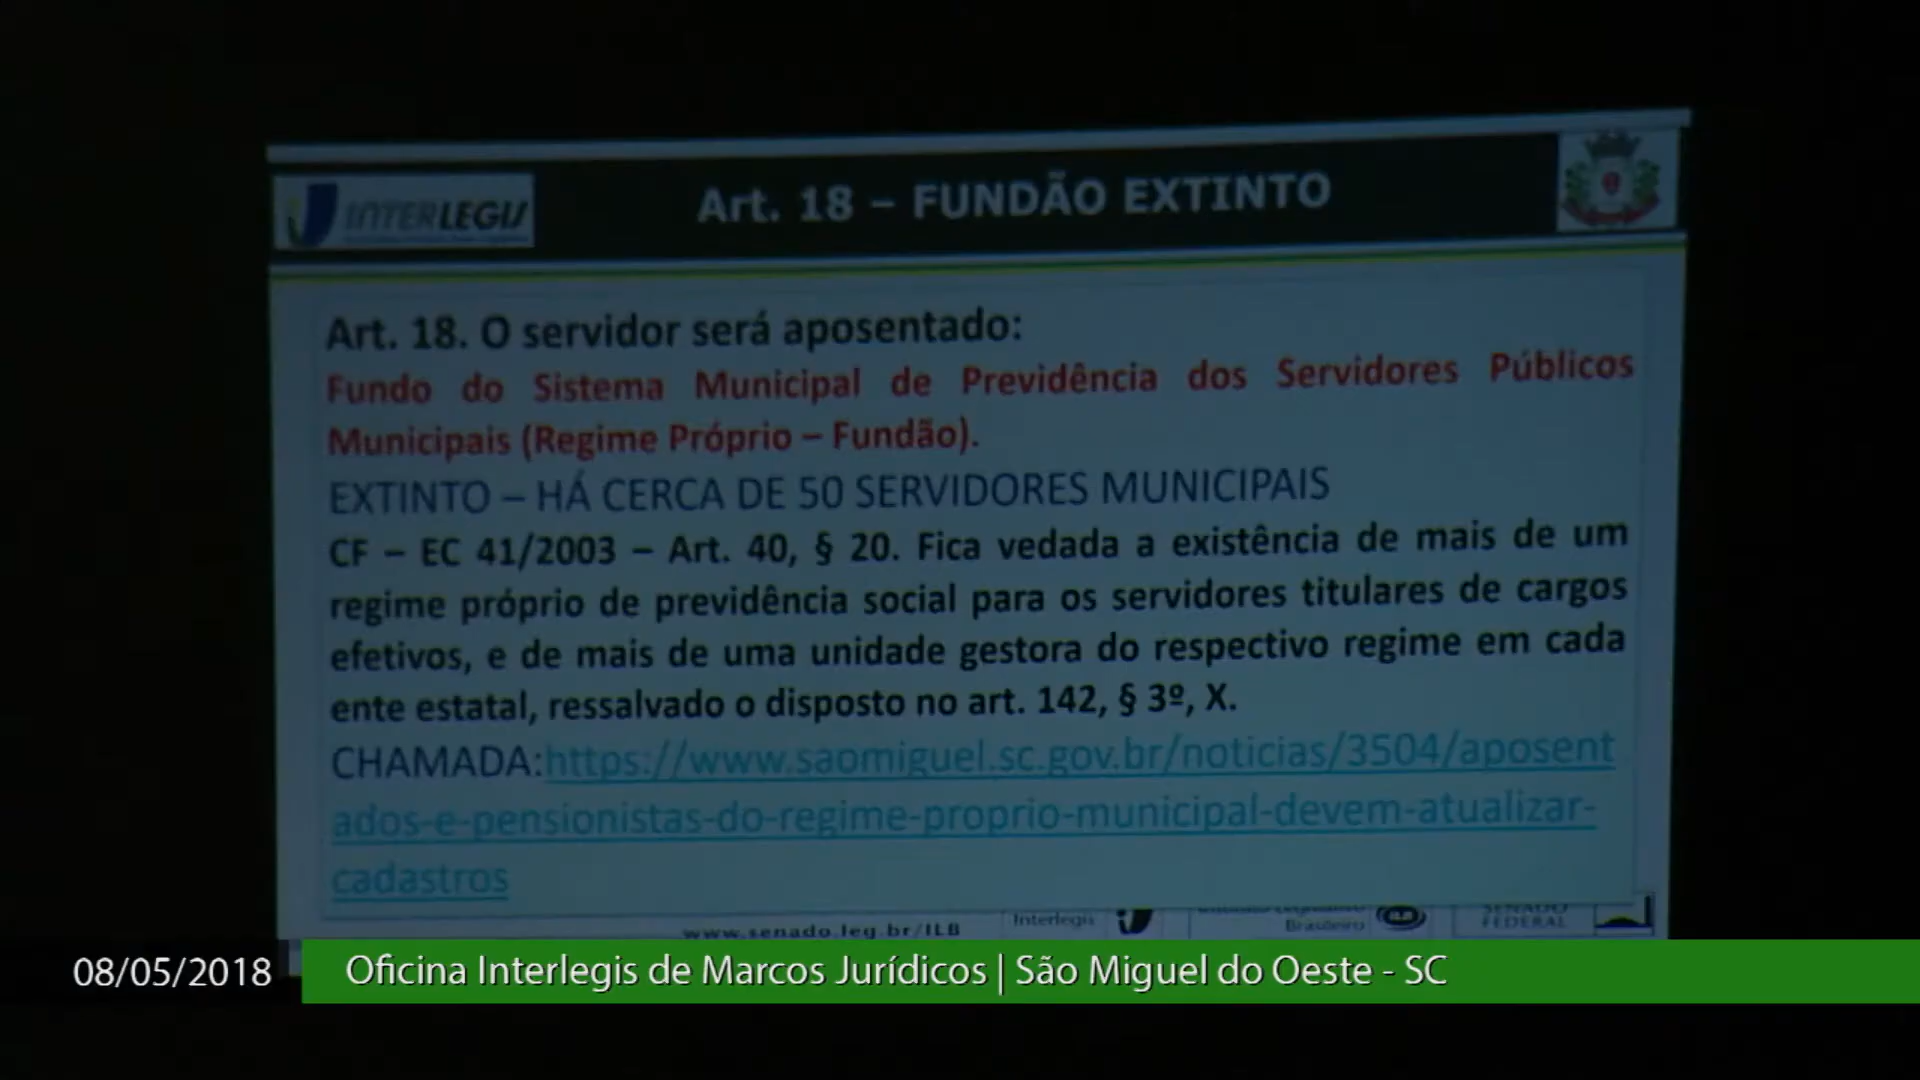 INTERLEGIS
Art. 18 – FUNDÃO EXTINTO
Art. 18. O servidor será aposentado:
Fundo do Sistema Municipal de Previdência dos Servidores Públicos
Municipais (Regime Próprio – Fundão).
EXTINTO – HÁ CERCA DE 50 SERVIDORES MUNICIPAIS
CF – EC 41/2003 – Art. 40, § 20. Fica vedada a existência de mais de um
regime próprio de previdência social para os servidores titulares de cargos
efetivos, e de mais de uma unidade gestora do respectivo regime em cada
ente estatal, ressalvado o disposto no art. 142, § 3º, X.
CHAMADA:https://www.saomiguel.sc.gov.br/noticias/3504/aposent
ados-e-pensionistas-do-regime-proprio-municipal-devem-atualizar-
cadastros
www.senado.leg.br/ILB
Interlegis
Brasileiro
SENADO
FEDERAL
08/05/2018
Oficina Interlegis de Marcos Jurídicos | São Miguel do Oeste - SC